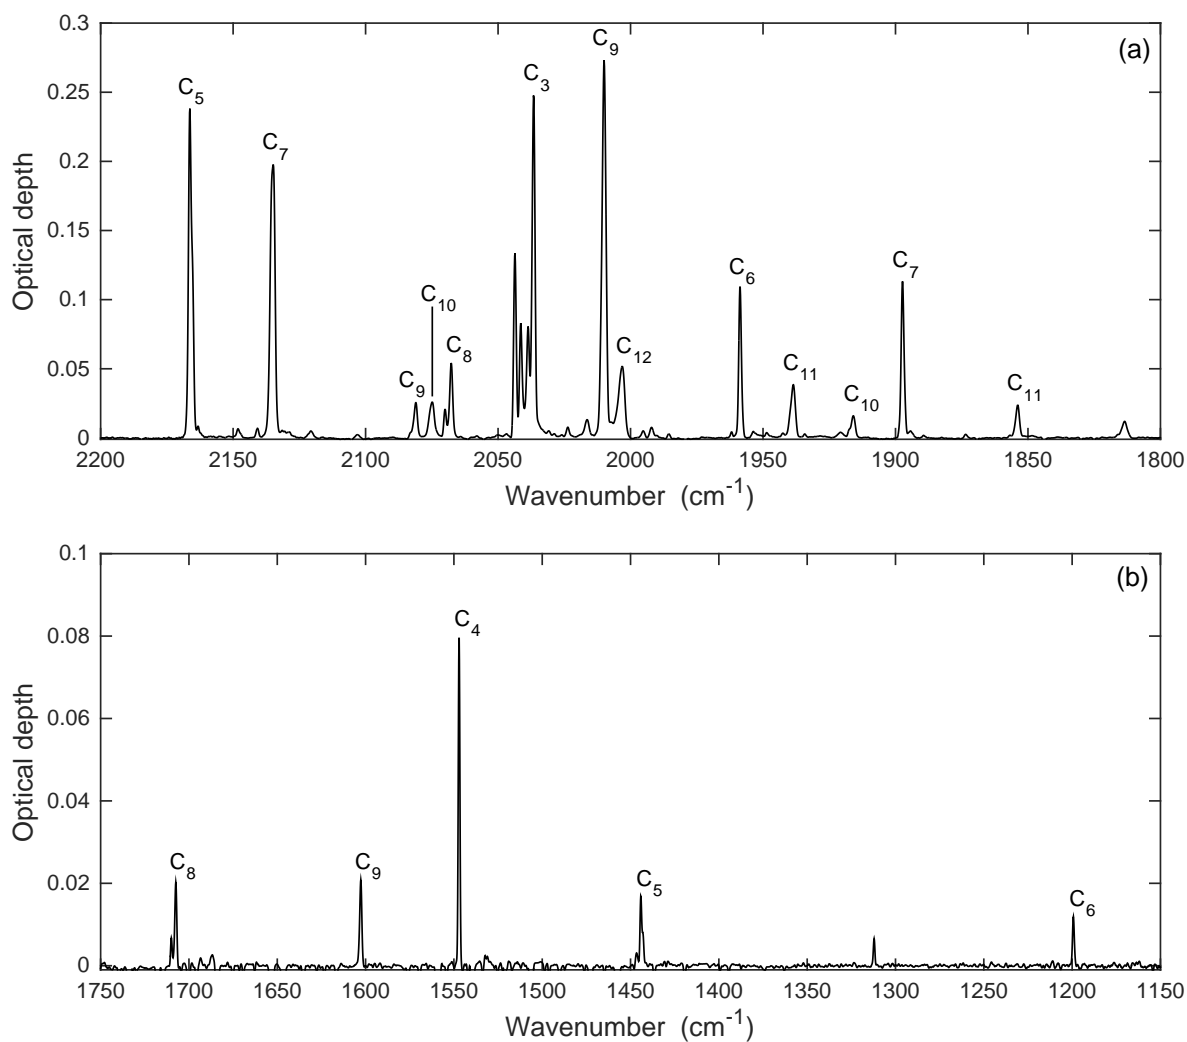 0.3
(a)
C9
C3
C5
0.25
C7
0.2
Optical depth
0.15
C6
C7
C10
0.1
C8
C12
C11
C9
C10
C11
0.05
0
2200 2150 2100 2050 2000 1950 1900 1850 1800
Wavenumber (cm-1)
0.1
(b)
C4
0.08
0.06
Optical depth
0.04
C8
C9
C5
C6
0.02
0
1750 1700 1650 1600 1550 1500 1450 1400 1350 1300 1250 1200 1150
Wavenumber (cm-1)